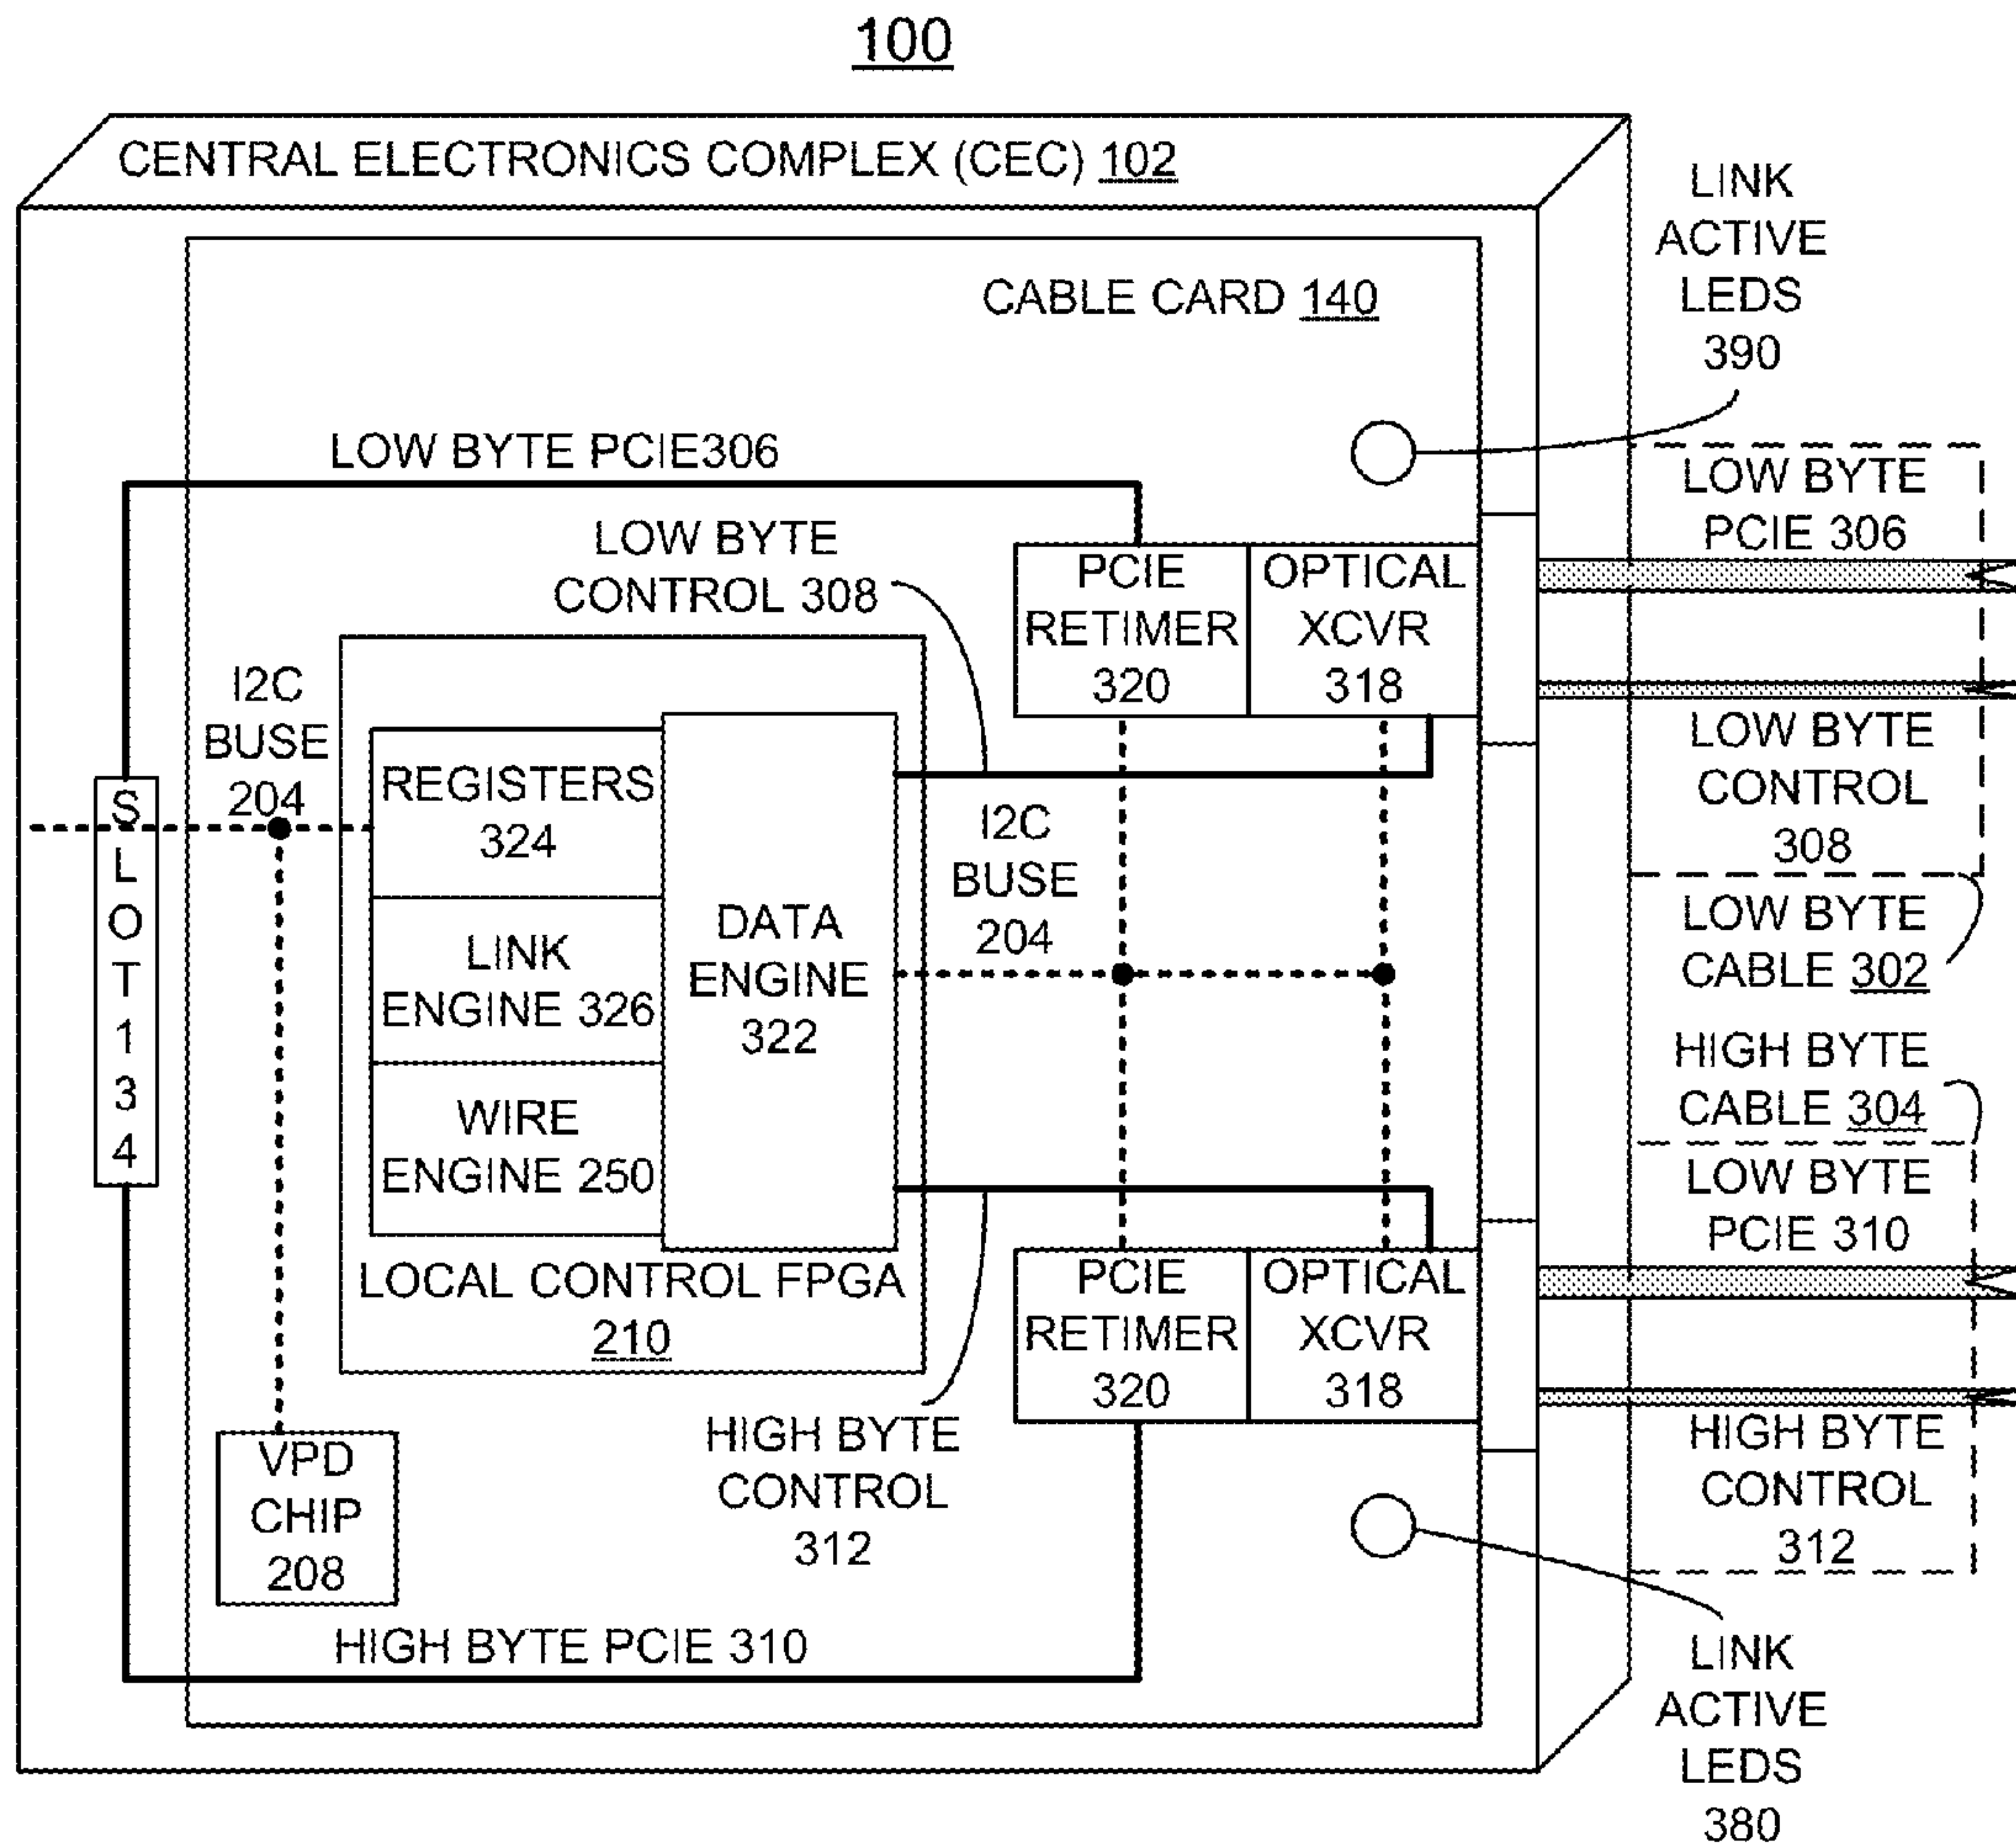 100
CENTRAL ELECTRONICS COMPLEX (CEC) 102
LINK
ACTIVE
LEDS
390
CABLE CARD 140
LOW BYTE PCIE306
LOW BYTE
PCIE 306
LOW BYTE
CONTROL 308
PCIE
RETIMER
320
OPTICAL
XCVR
318
I2C
BUSE
204
LOW BYTE
CONTROL
308
SLOT134
REGISTERS
324
I2C
BUSE
204
DATA
ENGINE
322
LINK
ENGINE 326
LOW BYTE
CABLE 302
HIGH BYTE
CABLE 304
WIRE
ENGINE 250
LOW BYTE
PCIE 310
LOCAL CONTROL FPGA
210
PCIE
RETIMER
320
OPTICAL
XCVR
318
HIGH BYTE
CONTROL
312
HIGH BYTE
CONTROL
312
VPD
CHIP
208
HIGH BYTE PCIE 310
LINK
ACTIVE
LEDS
380